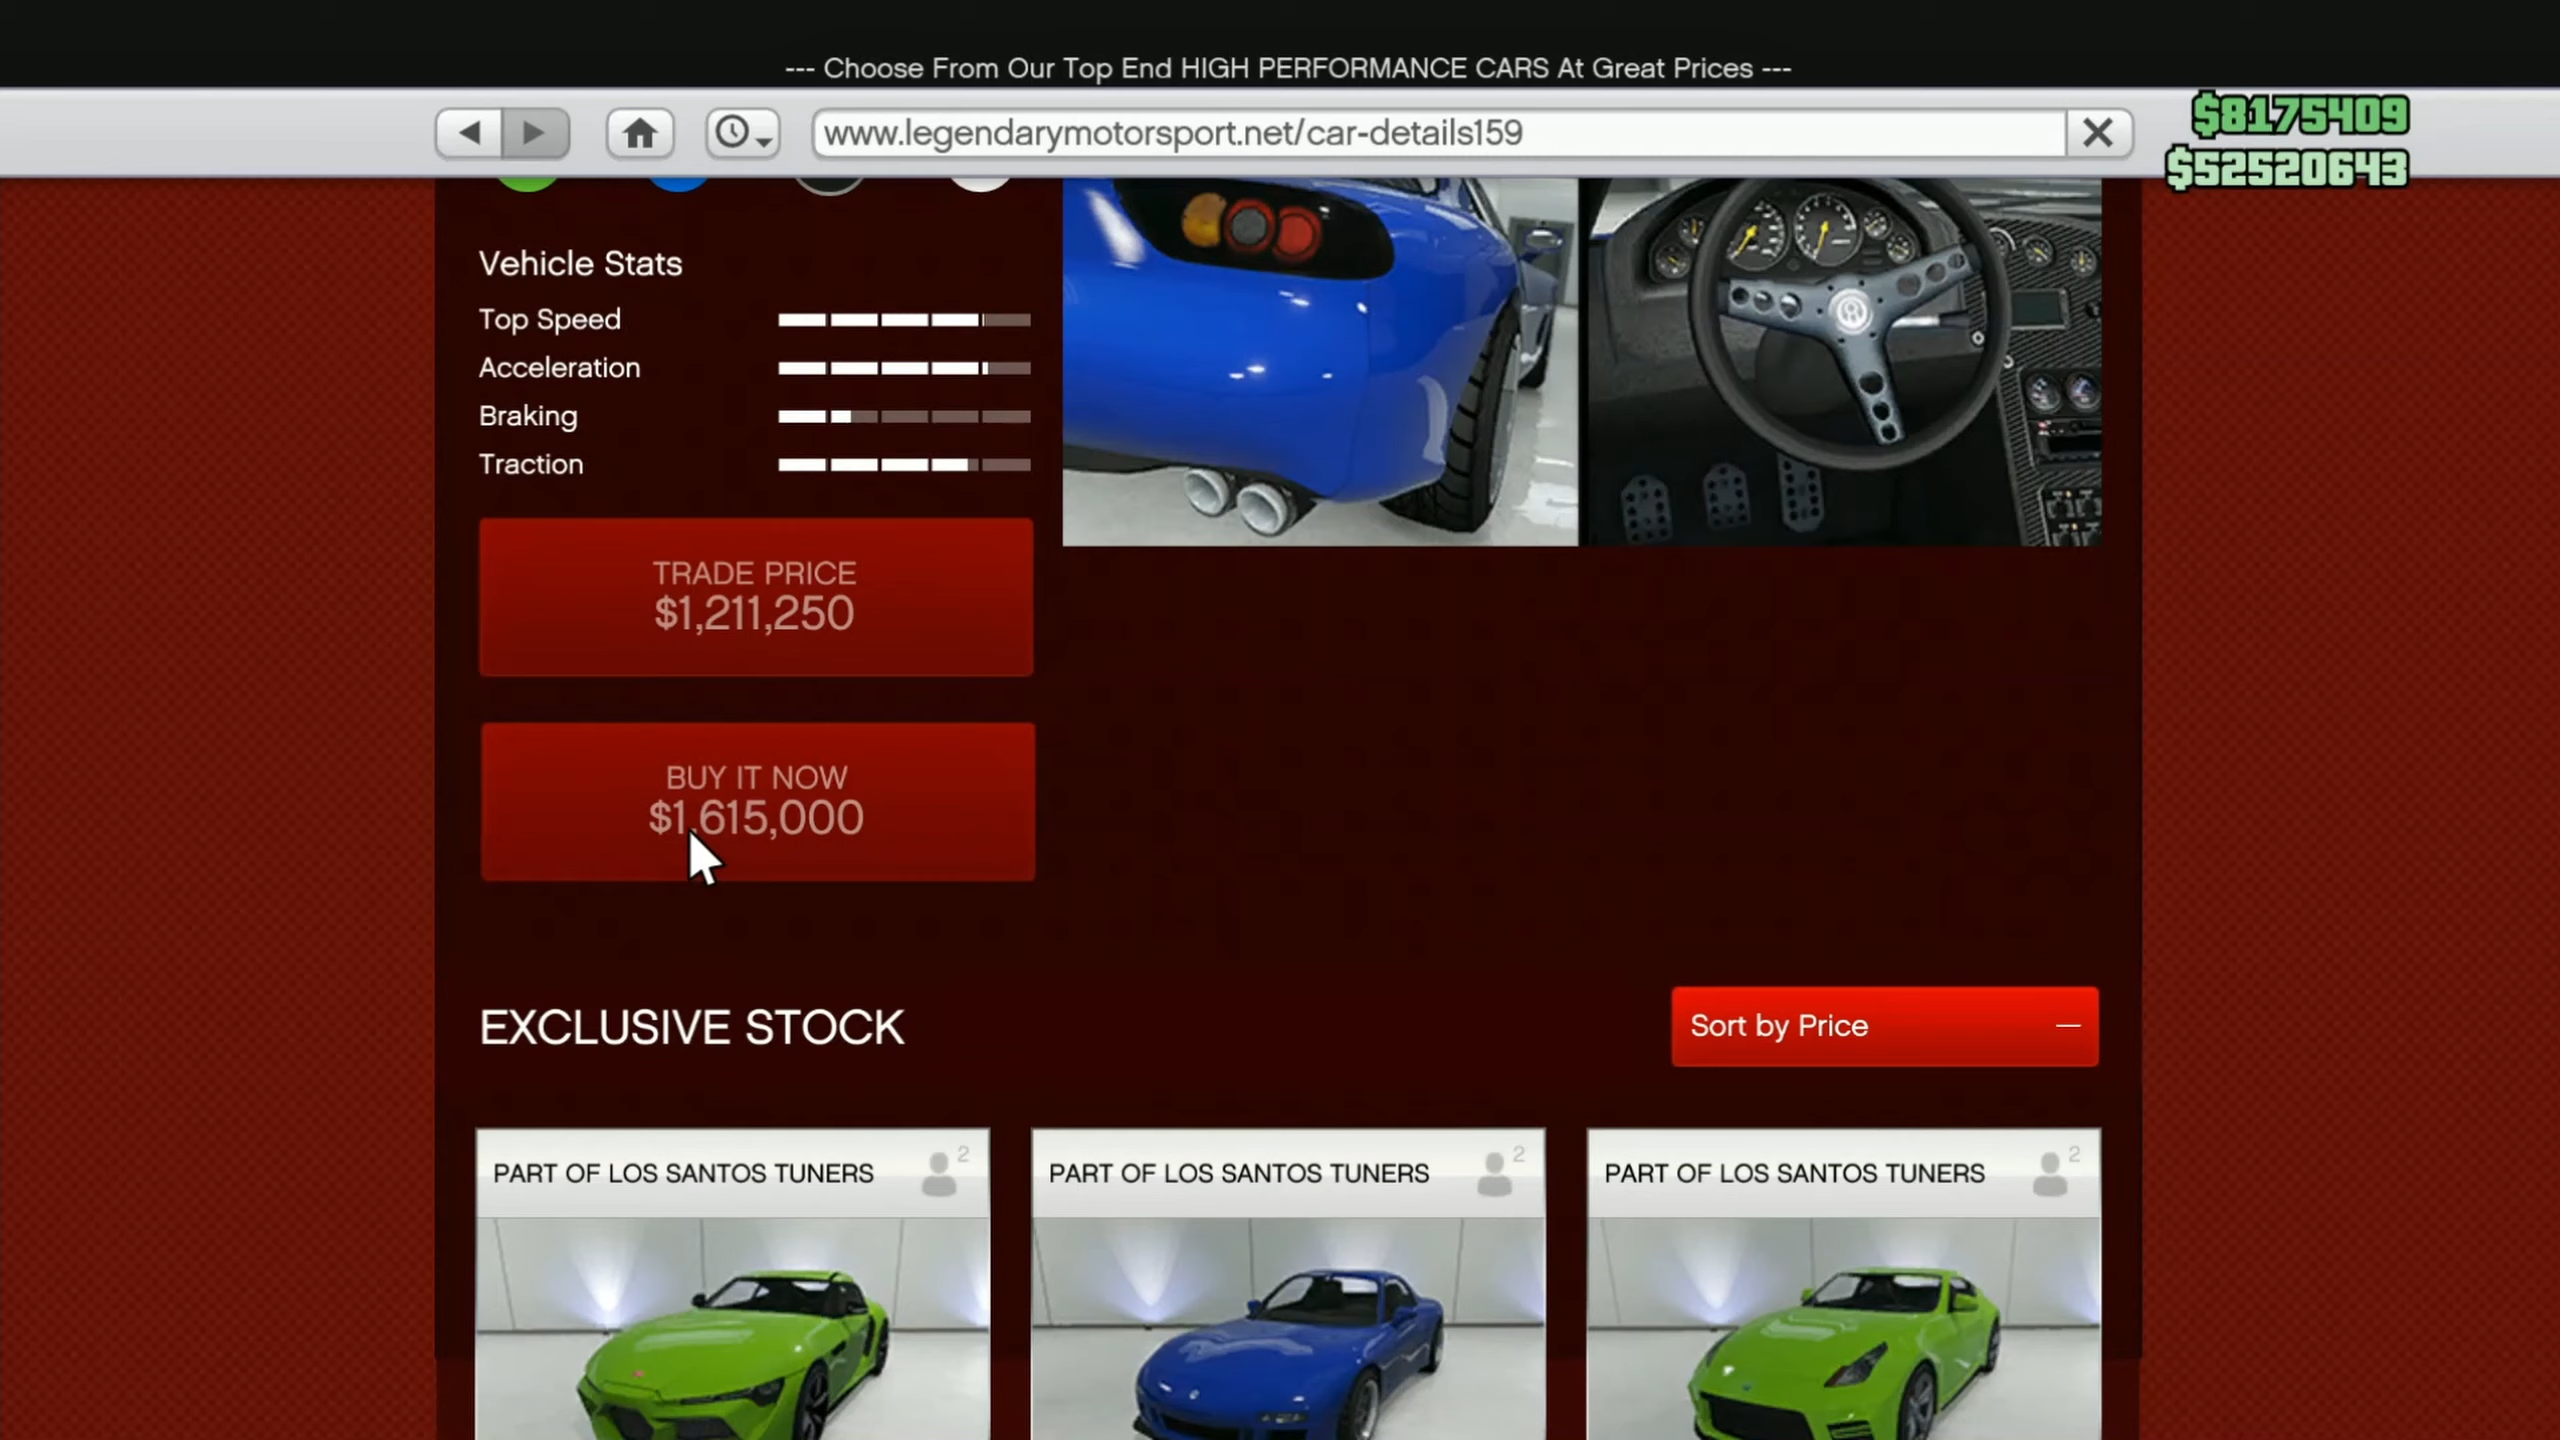 --- Choose From Our Top End HIGH PERFORMANCE CARS At Great Prices ---
www.legendarymotorsport.net/car-details159
$8175409
$52520643
Vehicle Stats
Top Speed
Acceleration
Braking
Traction
TRADE PRICE
$1,211,250
BUY IT NOW
$1,615,000
EXCLUSIVE STOCK
Sort by Price
PART OF LOS SANTOS TUNERS 2
PART OF LOS SANTOS TUNERS 2
PART OF LOS SANTOS TUNERS 2